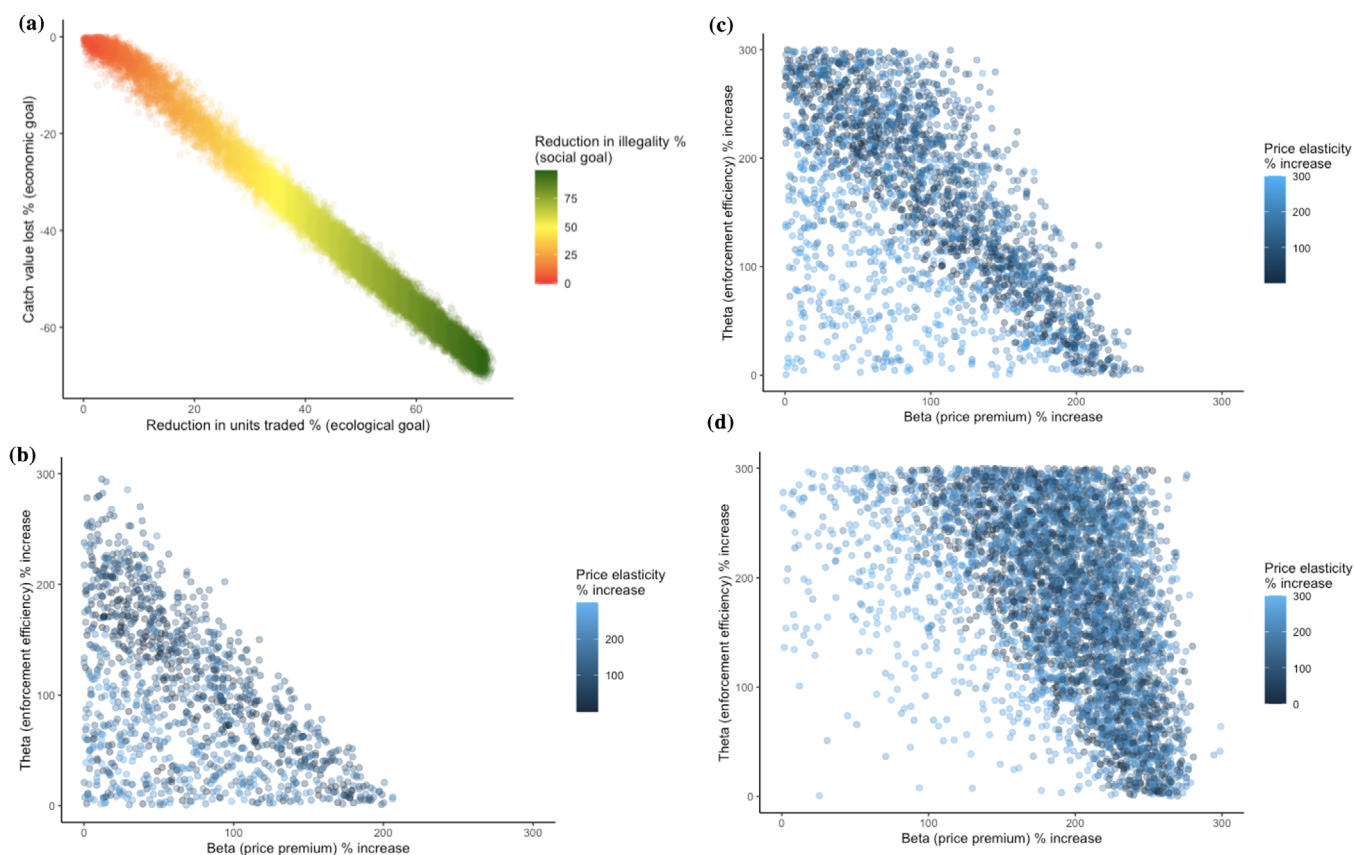 (a)
0
-20
-40
-60
Catch value lost % (economic goal)
0
20
40
60
Reduction in units traded % (ecological goal)
Reduction in illegality %
(social goal)
75
50
25
0
(b)
300
200
100
0
Theta (enforcement efficiency) % increase
0
100
200
300
Beta (price premium) % increase
Price elasticity
% increase
200
100
(c)
300
200
100
0
Theta (enforcement efficiency) % increase
0
100
200
300
Beta (price premium) % increase
Price elasticity
% increase
300
200
100
(d)
300
200
100
0
Theta (enforcement efficiency) % increase
0
100
200
300
Beta (price premium) % increase
Price elasticity
% increase
300
200
100
0